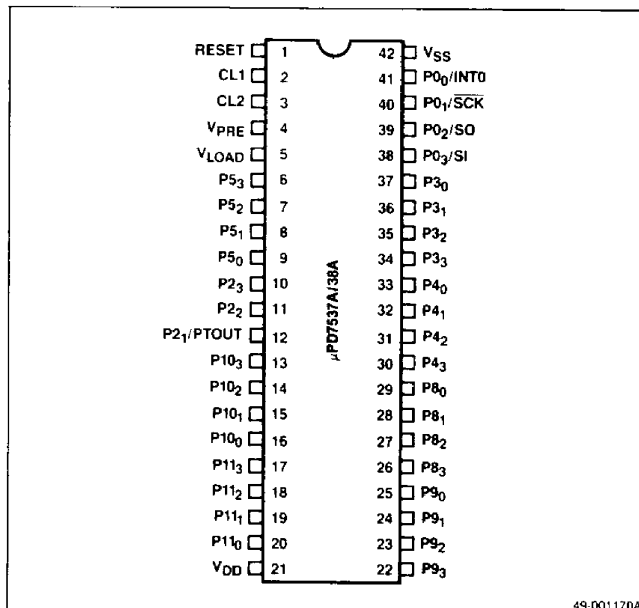 RESET 1 42 VSS
CL1 2 41 P00/INT0
CL2 3 40 P01/SCK
VPRE 4 39 P02/SO
VLOAD 5 38 P03/SI
P53 6 37 P30
P52 7 36 P31
P51 8 35 P32
P50 9 34 P33
P23 10 33 P40
P22 11 32 P41
P21/PTOUT 12 31 P42
P103 13 30 P43
P102 14 29 P80
P101 15 28 P81
P100 16 27 P82
P113 17 26 P83
P112 18 25 P90
P111 19 24 P91
P110 20 23 P92
VDD 21 22 P93
μPD7537A/38A
49-001170A